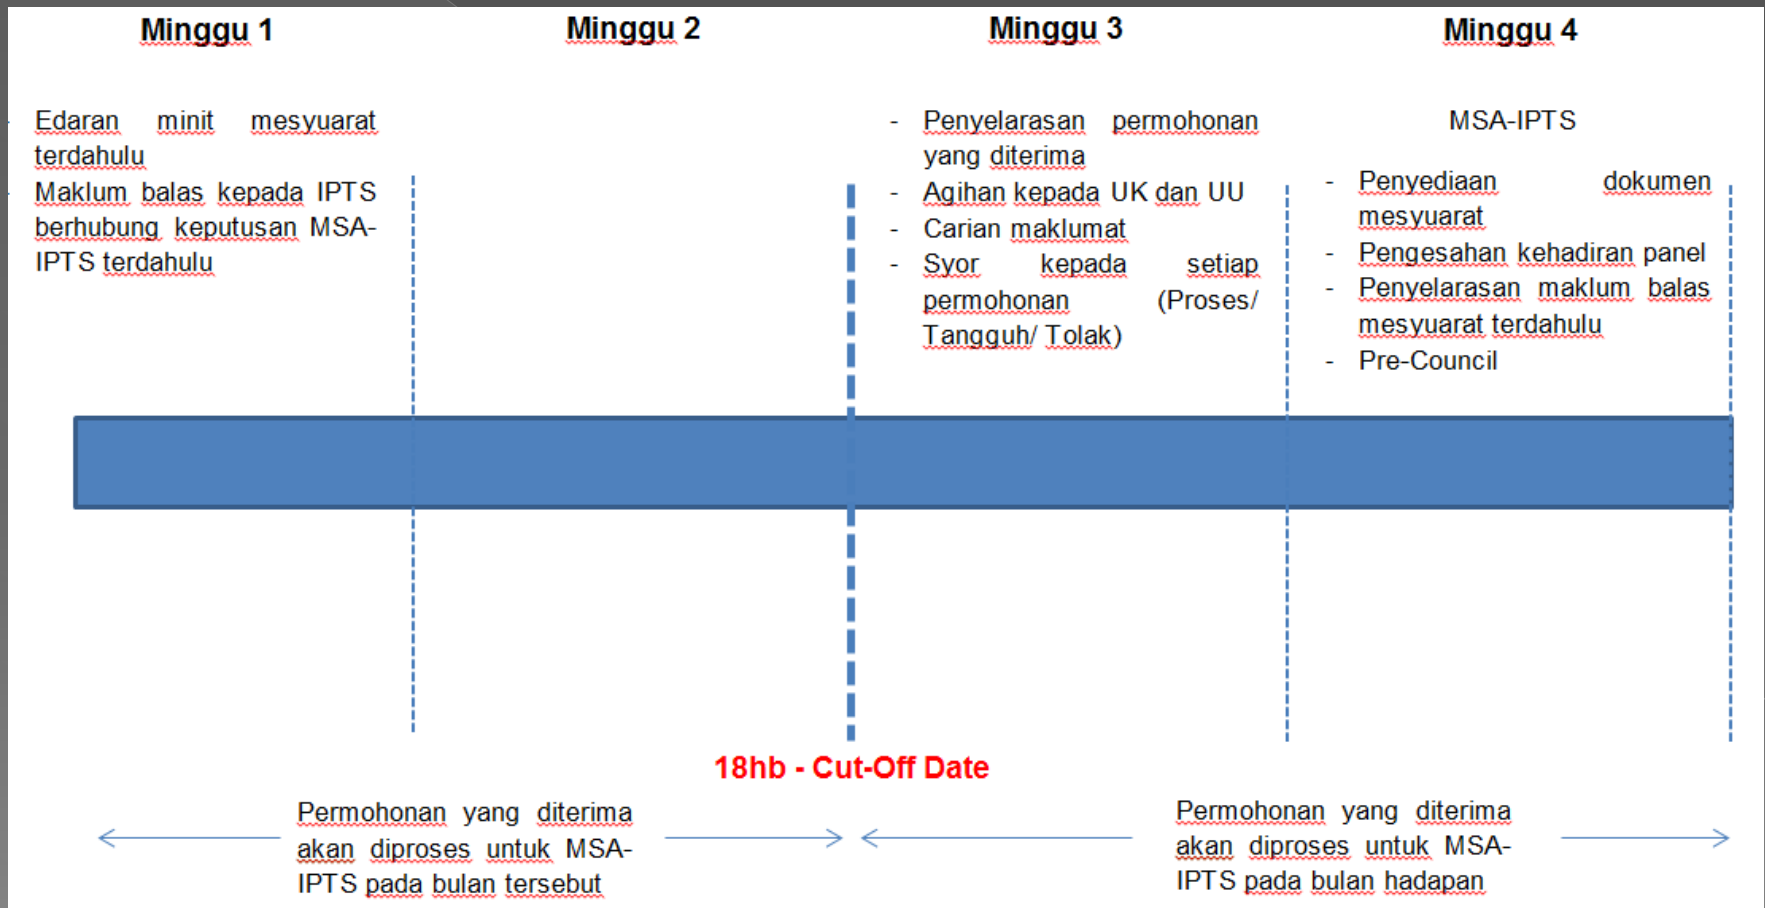 Minggu 1
Minggu 2
Minggu 3
Minggu 4
- Edaran minit mesyuarat
terdahulu
- Maklum balas kepada IPTS
berhubung keputusan MSA-
IPTS terdahulu
- Penyelarasan permohonan
yang diterima
- Agihan kepada UK dan UU
- Carian maklumat
- Syor kepada setiap
permohonan (Proses/
Tangguh/ Tolak)
MSA-IPTS
- Penyediaan dokumen
mesyuarat
- Pengesahan kehadiran panel
- Penyelarasan maklum balas
mesyuarat terdahulu
- Pre-Council
18hb - Cut-Off Date
Permohonan yang diterima
akan diproses untuk MSA-
IPTS pada bulan tersebut
Permohonan yang diterima
akan diproses untuk MSA-
IPTS pada bulan hadapan